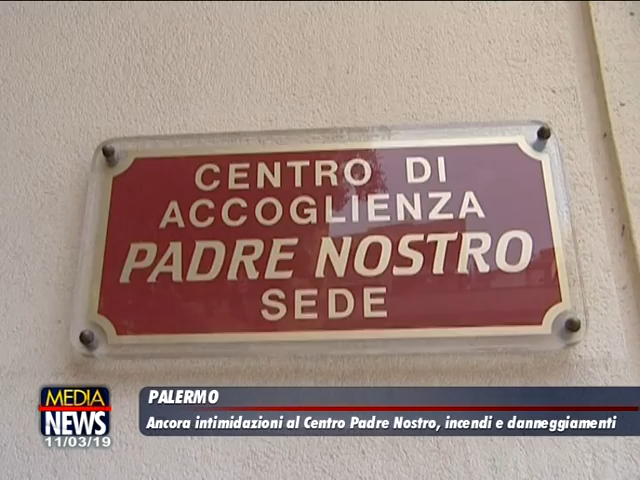 CENTRO DI
ACCOGLIENZA
PADRE NOSTRO
SEDE
MEDIA
NEWS
11/03/19
PALERMO
Ancora intimidazioni al Centro Padre Nostro, incendi e danneggiamenti